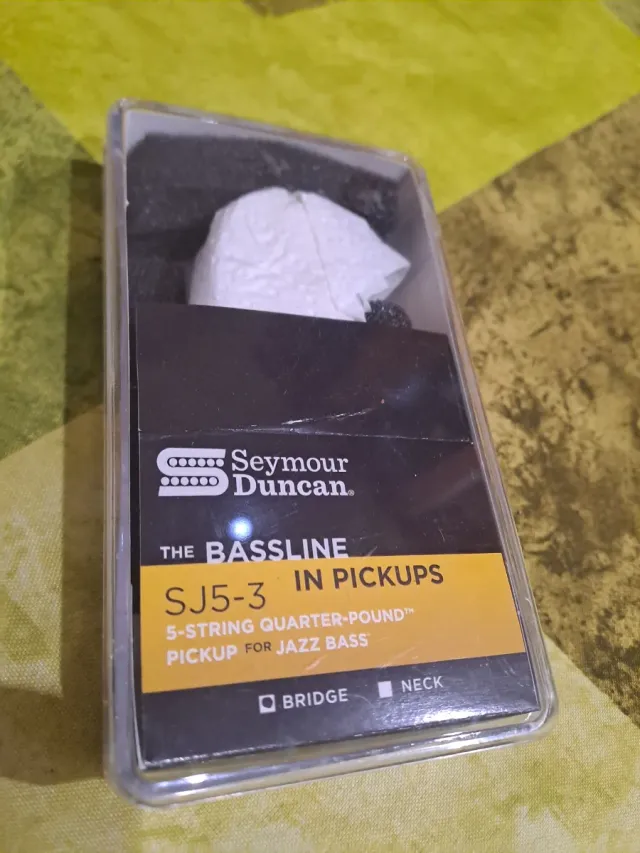 Seymour
Duncan®
THE BASSLINE
IN PICKUPS
SJ5-3
5-STRING QUARTER-POUND™
PICKUP FOR JAZZ BASS
BRIDGE NECK